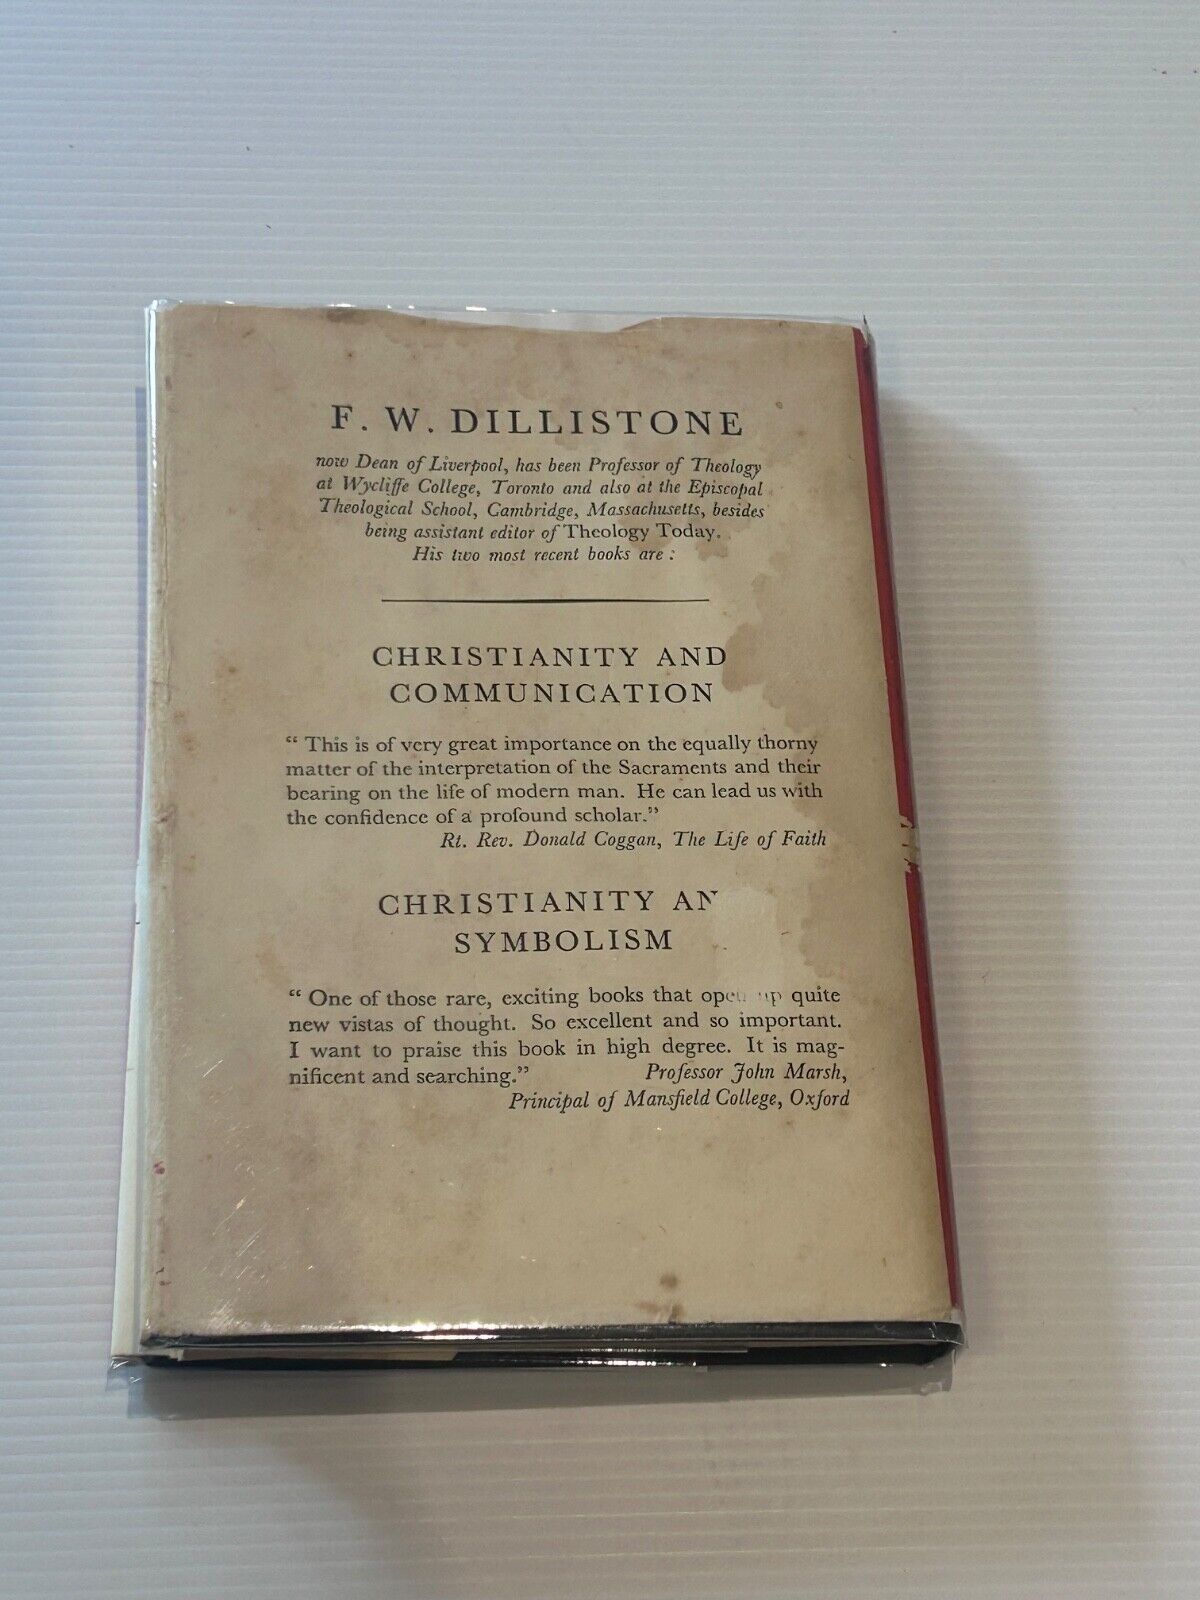 F. W. DILLISTONE
now Dean of Liverpool, has been Professor of Theology
at Wycliffe College, Toronto and also at the Episcopal
Theological School, Cambridge, Massachusetts, besides
being assistant editor of Theology Today.
His two most recent books are :
CHRISTIANITY AND
COMMUNICATION
“ This is of very great importance on the equally thorny
matter of the interpretation of the Sacraments and their
bearing on the life of modern man. He can lead us with
the confidence of a profound scholar.”
Rt. Rev. Donald Coggan, The Life of Faith
CHRISTIANITY AN
SYMBOLISM
“ One of those rare, exciting books that open up quite
new vistas of thought. So excellent and so important.
I want to praise this book in high degree. It is mag-
nificent and searching.” Professor John Marsh,
Principal of Mansfield College, Oxford